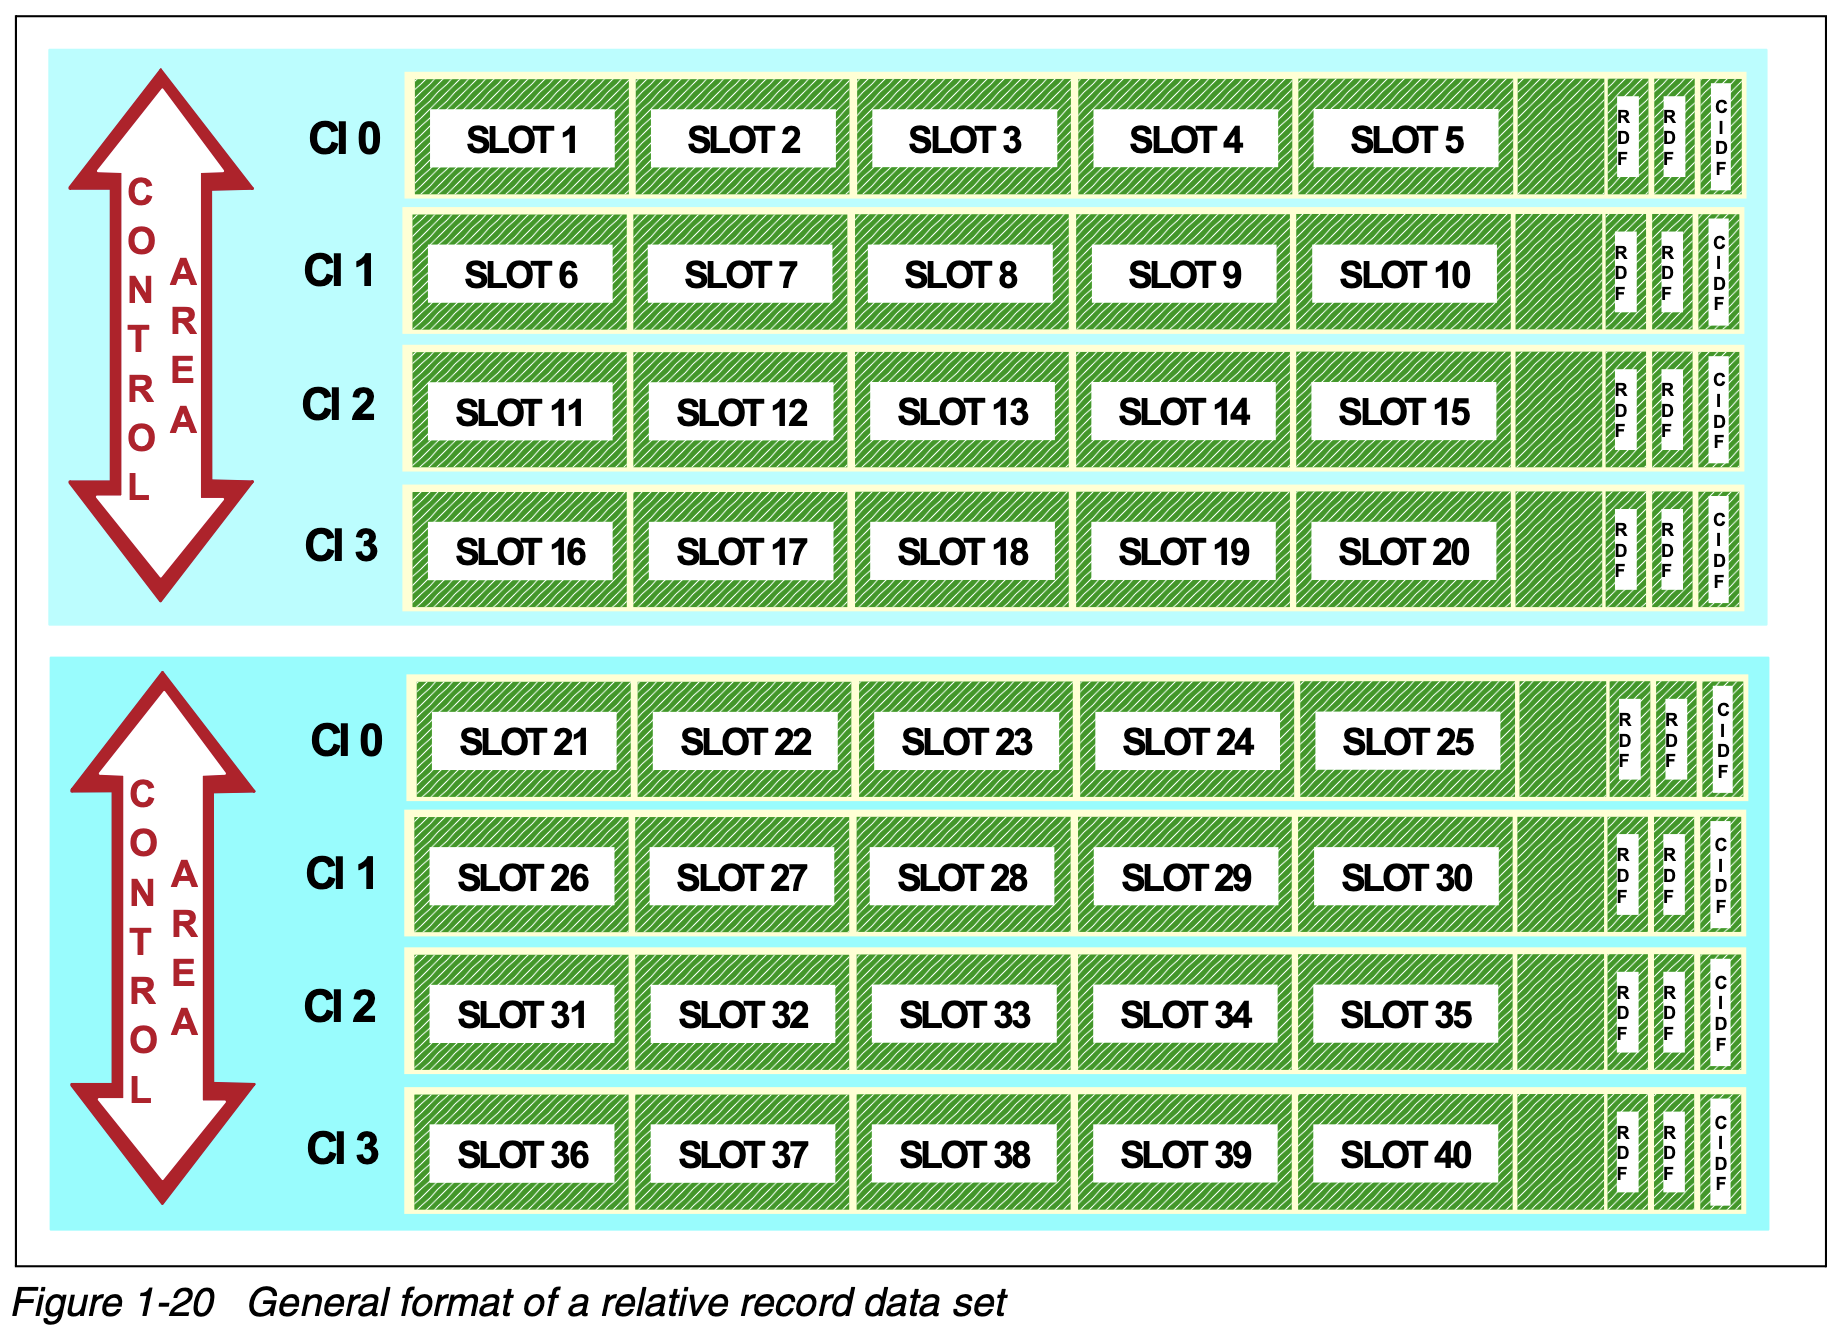 CONTROL
AREA
CI 0 SLOT 1 SLOT 2 SLOT 3 SLOT 4 SLOT 5 RDF RDF CIDF
CI 1 SLOT 6 SLOT 7 SLOT 8 SLOT 9 SLOT 10 RDF RDF CIDF
CI 2 SLOT 11 SLOT 12 SLOT 13 SLOT 14 SLOT 15 RDF RDF CIDF
CI 3 SLOT 16 SLOT 17 SLOT 18 SLOT 19 SLOT 20 RDF RDF CIDF
CONTROL
AREA
CI 0 SLOT 21 SLOT 22 SLOT 23 SLOT 24 SLOT 25 RDF RDF CIDF
CI 1 SLOT 26 SLOT 27 SLOT 28 SLOT 29 SLOT 30 RDF RDF CIDF
CI 2 SLOT 31 SLOT 32 SLOT 33 SLOT 34 SLOT 35 RDF RDF CIDF
CI 3 SLOT 36 SLOT 37 SLOT 38 SLOT 39 SLOT 40 RDF RDF CIDF
Figure 1-20 General format of a relative record data set